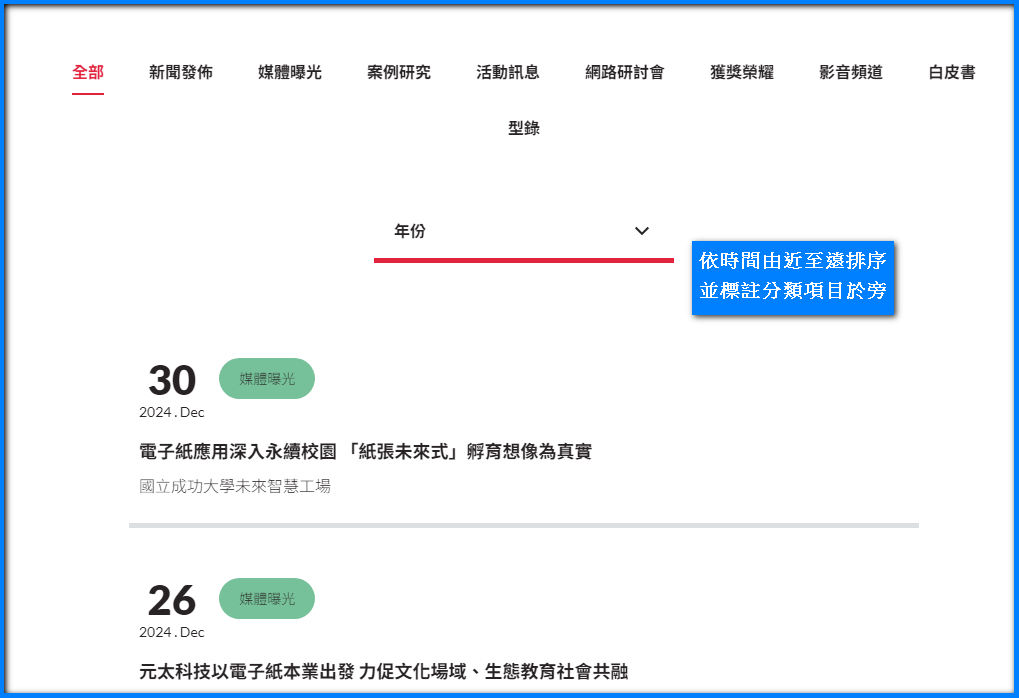 全部 新聞發佈 媒體曝光 案例研究 活動訊息 網路研討會 獲獎榮耀 影音頻道 白皮書
型錄
年份
依時間由近至遠排序
並標註分類項目於旁
30 媒體曝光
2024 . Dec
電子紙應用深入永續校園 「紙張未來式」孵育想像為真實
國立成功大學未來智慧工場
26 媒體曝光
2024 . Dec
元太科技以電子紙本業出發 力促文化場域、生態教育社會共融